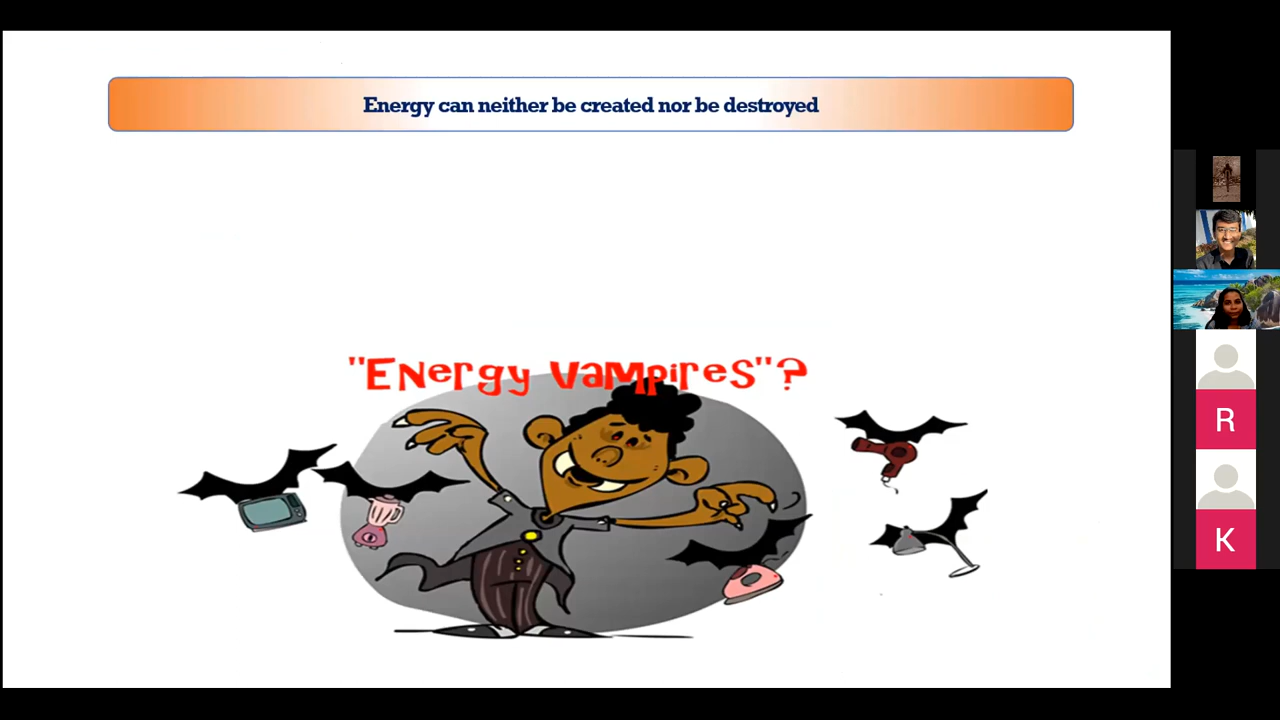 Energy can neither be created nor be destroyed
"Energy Vampires"?
R
K